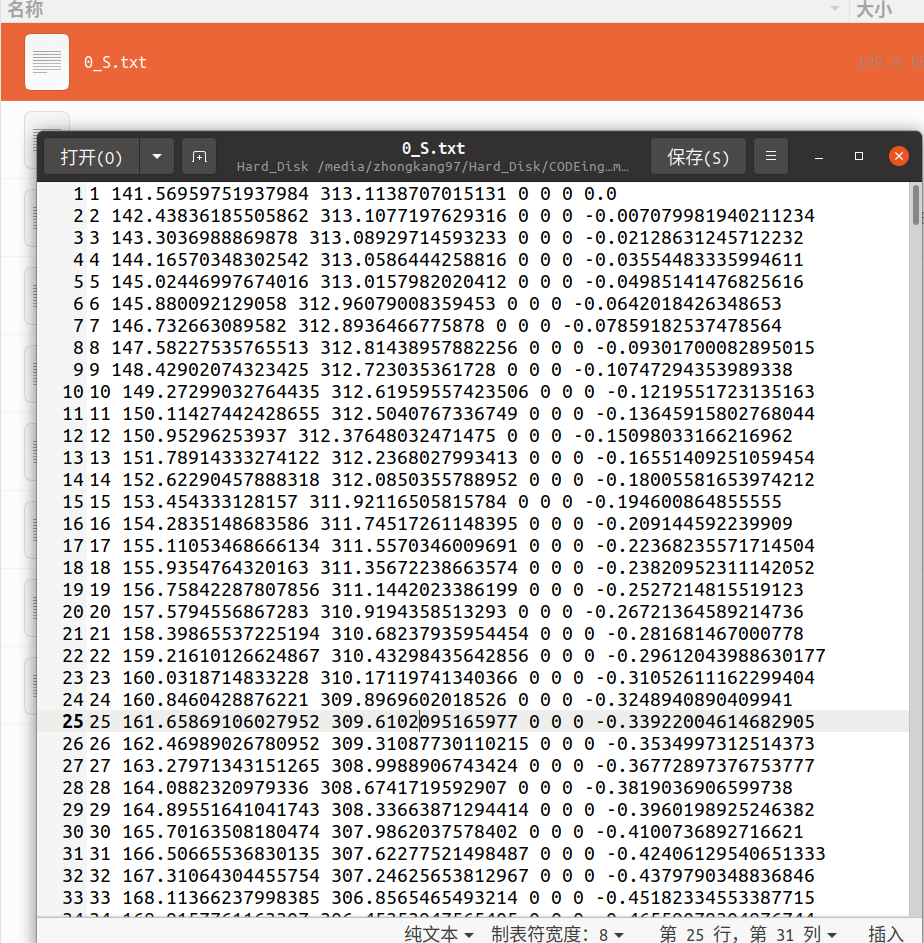 名称 大小
0_S.txt
打开(O) 0_S.txt 保存(S)
Hard_Disk /media/zhongkang97/Hard_Disk/CODEing…m…
1 1 141.56959751937984 313.1138707015131 0 0 0 0.0
2 2 142.43836185505862 313.1077197629316 0 0 0 -0.007079981940211234
3 3 143.3036988869878 313.08929714593233 0 0 0 -0.02128631245712232
4 4 144.16570348302542 313.0586444258816 0 0 0 -0.03554483335994611
5 5 145.02446997674016 313.0157982020412 0 0 0 -0.04985141476825616
6 6 145.880092129058 312.96079008359453 0 0 0 -0.0642018426348653
7 7 146.732663089582 312.8936466775878 0 0 0 -0.07859182537478564
8 8 147.58227535765513 312.81438957882256 0 0 0 -0.09301700082895015
9 9 148.42902074323425 312.723035361728 0 0 0 -0.10747294353989338
10 10 149.27299032764435 312.61959557423506 0 0 0 -0.1219551723135163
11 11 150.11427442428655 312.5040767336749 0 0 0 -0.13645915802768044
12 12 150.95296253937 312.37648032471475 0 0 0 -0.15098033166216962
13 13 151.78914333274122 312.2368027993413 0 0 0 -0.16551409251059454
14 14 152.62290457888318 312.0850355788952 0 0 0 -0.18005581653974212
15 15 153.454333128157 311.92116505815784 0 0 0 -0.194600864855555
16 16 154.2835148683586 311.74517261148395 0 0 0 -0.209144592239909
17 17 155.11053468666134 311.5570346009691 0 0 0 -0.22368235571714504
18 18 155.9354764320163 311.35672238663574 0 0 0 -0.23820952311142052
19 19 156.75842287807856 311.1442023386199 0 0 0 -0.2527214815519123
20 20 157.5794556867283 310.9194358513293 0 0 0 -0.26721364589214736
21 21 158.39865537225194 310.68237935954454 0 0 0 -0.281681467000778
22 22 159.21610126624867 310.43298435642856 0 0 0 -0.29612043988630177
23 23 160.0318714833228 310.17119741340366 0 0 0 -0.31052611162299404
24 24 160.8460428876221 309.8969602018526 0 0 0 -0.3248940890409941
25 25 161.65869106027952 309.6102095165977 0 0 0 -0.33922004614682905
26 26 162.46989026780952 309.31087730110215 0 0 0 -0.3534997312514373
27 27 163.27971343151265 308.9988906743424 0 0 0 -0.36772897376753777
28 28 164.0882320979336 308.6741719592907 0 0 0 -0.3819036906599738
29 29 164.89551641041743 308.33663871294414 0 0 0 -0.3960198925246382
30 30 165.70163508180474 307.9862037578402 0 0 0 -0.4100736892716621
31 31 166.50665536830135 307.62277521498487 0 0 0 -0.42406129540651333
32 32 167.31064304455754 307.24625653812967 0 0 0 -0.4379790348836846
33 33 168.11366237998385 306.8565465493214 0 0 0 -0.45182334553387715
纯文本 制表符宽度：8 第 25 行，第 31 列 插入